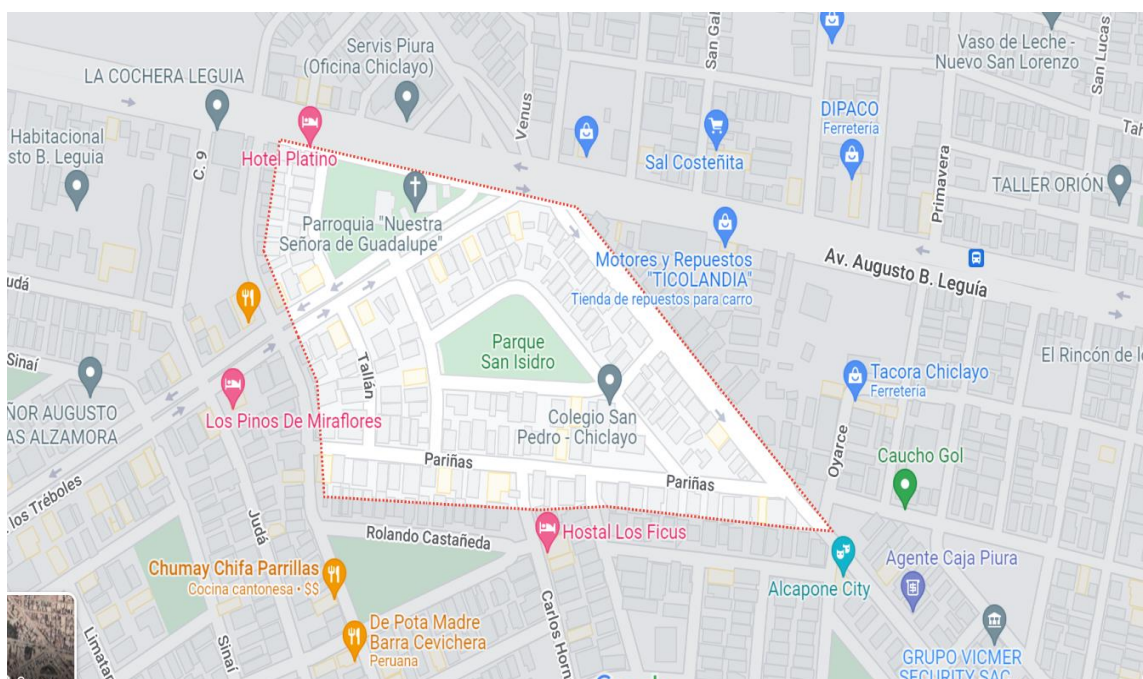 San Gal
Vaso de Leche -
Nuevo San Lorenzo
San Lucas
Servis Piura
(Oficina Chiclayo)
LA COCHERA LEGUIA
Venus
DIPACO
Ferreteria
Tah
Habitacional
sto B. Leguia
Hotel Platino
C. 9
Sal Costeñita
Primavera
TALLER ORIÓN
Parroquia "Nuestra
Señora de Guadalupe"
Motores y Repuestos
"TICOLANDIA"
Tienda de repuestos para carro
Av. Augusto B. Leguía
udá
Sinaí
Parque
San Isidro
Tallán
El Rincón de l
Tacora Chiclayo
Ferreteria
ÑOR AUGUSTO
AS ALZAMORA
Los Pinos De Miraflores
Colegio San
Pedro - Chiclayo
Oyarce
Caucho Gol
Pariñas
Pariñas
los Tréboles
Judá
Rolando Castañeda
Hostal Los Ficus
Agente Caja Piura
Chumay Chifa Parrillas
Cocina cantonesa • $$
Alcapone City
De Pota Madre
Barra Cevichera
Peruana
Carlos Horn
Limatam
Sinaí
GRUPO VICMER
SECURITY SAC